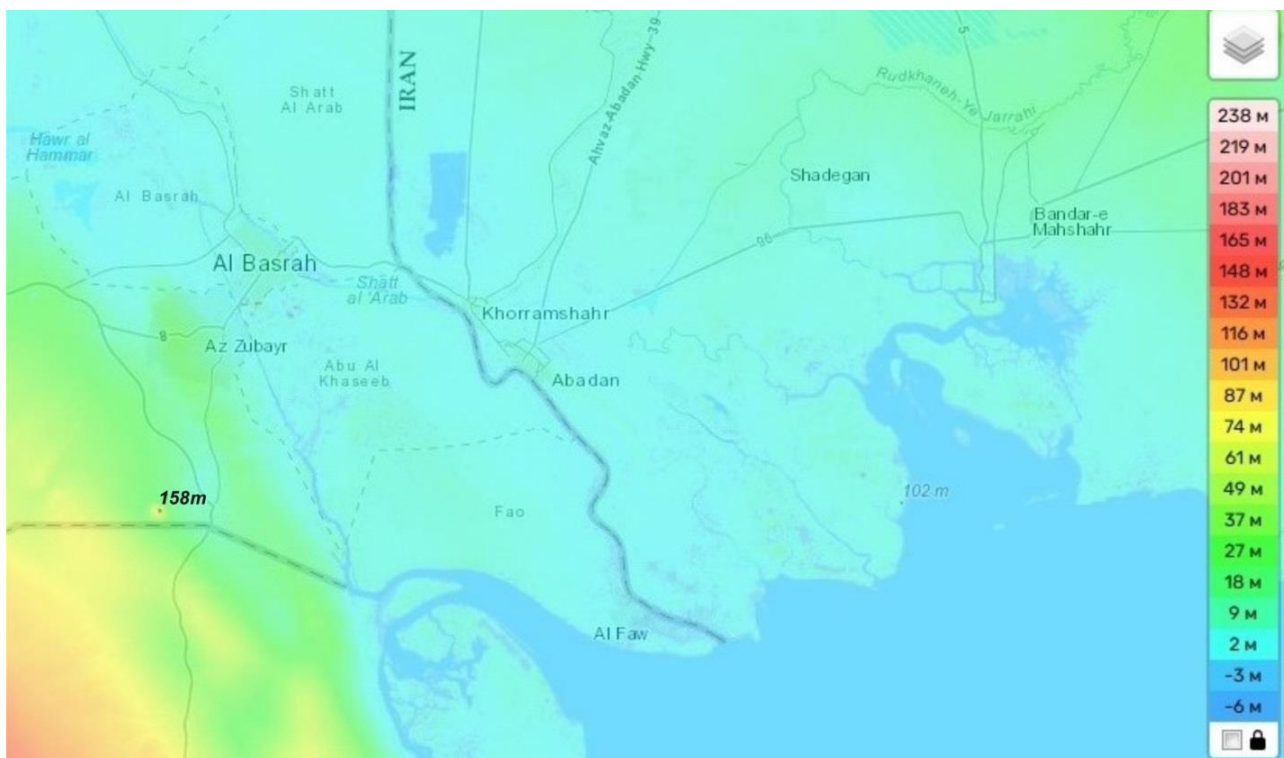 IRAN
Shatt
Al Arab
Ahvaz-Abadan Hwy-39
5
Rudkhaneh-Ye Jarrahi
Hawr al
Hammar
Al Basrah
Shadegan
Bandar-e
Mahshahr
96
Al Basrah
Shatt
al 'Arab
Khorramshahr
8
Az Zubayr
Abu Al
Khaseeb
Abadan
158m
102 m
Fao
Al Faw
238 м
219 м
201 м
183 м
165 м
148 м
132 м
116 м
101 м
87 м
74 м
61 м
49 м
37 м
27 м
18 м
9 м
2 м
-3 м
-6 м